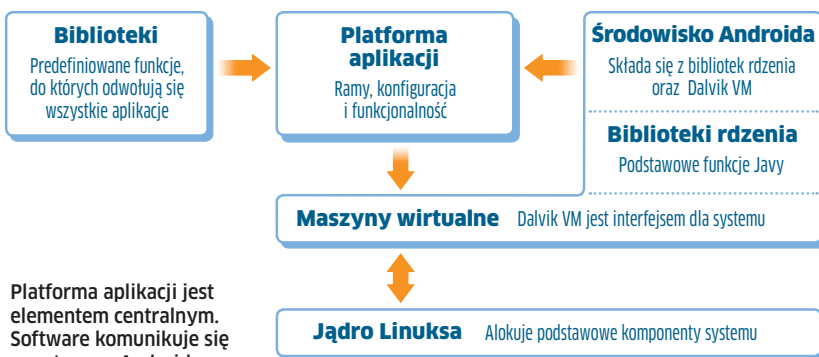 Biblioteki
Predefiniowane funkcje,
do których odwołują się
wszystkie aplikacje
Platforma
aplikacji
Ramy, konfiguracja
i funkcjonalność
Środowisko Androida
Składa się z bibliotek rdzenia
oraz Dalvik VM
Biblioteki rdzenia
Podstawowe funkcje Javy
Maszyny wirtualne Dalvik VM jest interfejsem dla systemu
Jądro Linuksa Alokuje podstawowe komponenty systemu
Platforma aplikacji jest
elementem centralnym.
Software komunikuje się